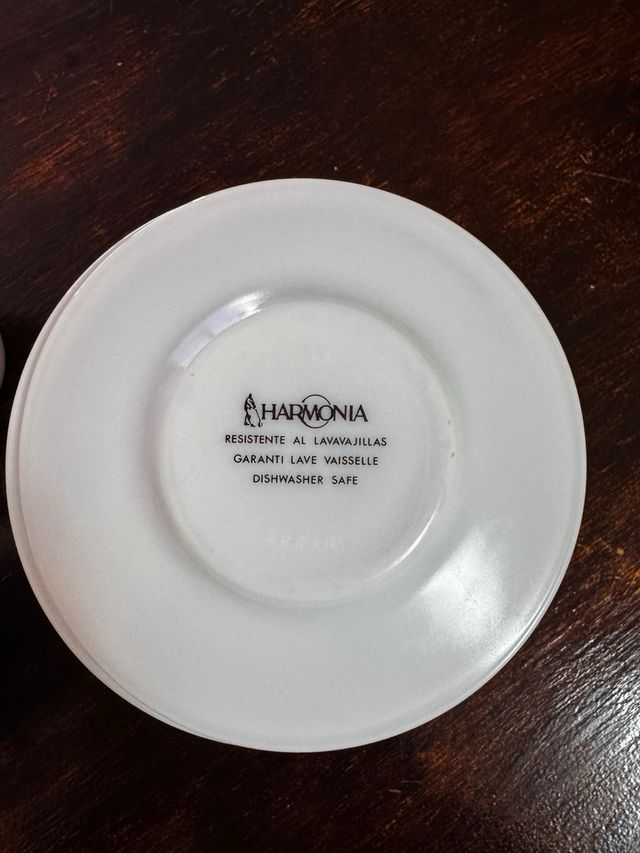 HARMONIA
RESISTENTE AL LAVAVAJILLAS
GARANTI LAVE VAISSELLE
DISHWASHER SAFE